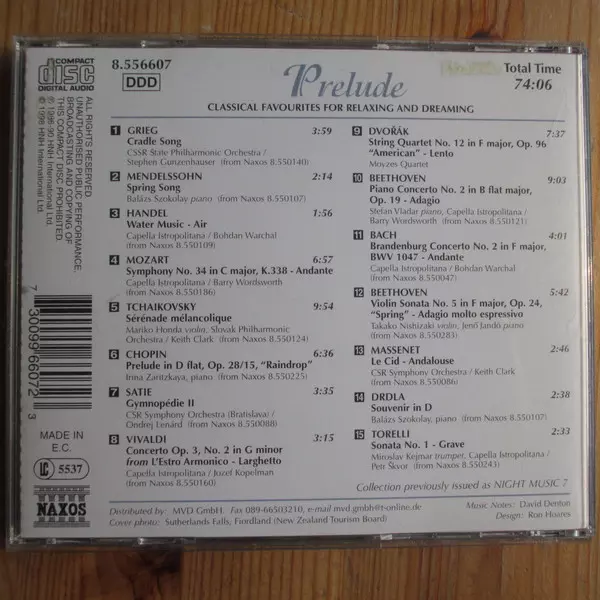 COMPACT
disc
DIGITAL AUDIO
8.556607
DDD
Prelude
CLASSICAL FAVOURITES FOR RELAXING AND DREAMING
Total Time
74:06
1 GRIEG 3:59
Cradle Song
CSSR State Philharmonic Orchestra /
Stephen Gunzenhauser (from Naxos 8.550140)
2 MENDELSSOHN 2:14
Spring Song
Balàzs Szokolay piano (from Naxos 8.550107)
3 HANDEL 1:56
Water Music - Air
Capella Istropolitana / Bohdan Warchal
(from Naxos 8.550109)
4 MOZART 6:57
Symphony No. 34 in C major, K.338 - Andante
Capella Istropolitana / Barry Wordsworth
(from Naxos 8.550186)
5 TCHAIKOVSKY 9:54
Sérénade mélancolique
Mariko Honda violin, Slovak Philharmonic
Orchestra / Keith Clark (from Naxos 8.550124)
6 CHOPIN 6:36
Prelude in D flat, Op. 28/15, "Raindrop"
Irina Zaritzkaya, piano (from Naxos 8.550225)
7 SATIE 3:35
Gymnopédie II
CSR Symphony Orchestra (Bratislava) /
Ondrej Lenárd (from Naxos 8.550088)
8 VIVALDI 3:15
Concerto Op. 3, No. 2 in G minor
from L'Estro Armonico - Larghetto
Capella Istropolitana / Jozef Kopelman
(from Naxos 8.550160)
9 DVOŘÁK 7:37
String Quartet No. 12 in F major, Op. 96
"American" - Lento
Moyzes Quartet
10 BEETHOVEN 9:03
Piano Concerto No. 2 in B flat major,
Op. 19 - Adagio
Stefan Vladar piano, Capella Istropolitana /
Barry Wordsworth (from Naxos 8.550121)
11 BACH 4:01
Brandenburg Concerto No. 2 in F major,
BWV 1047 - Andante
Capella Istropolitana / Bohdan Warchal
(from Naxos 8.550047)
12 BEETHOVEN 5:42
Violin Sonata No. 5 in F major, Op. 24,
"Spring" - Adagio molto espressivo
Takako Nishizaki violin, Jenő Jandó piano
(from Naxos 8.550283)
13 MASSENET 2:46
Le Cid - Andalouse
CSR Symphony Orchestra / Keith Clark
(from Naxos 8.550086)
14 DRDLA 2:38
Souvenir in D
Balàzs Szokolay, piano (from Naxos 8.550107)
15 TORELLI 2:33
Sonata No. 1 - Grave
Miroslav Kejmar trumpet, Capella Istropolitana /
Petr Škvor (from Naxos 8.550243)
Collection previously issued as NIGHT MUSIC 7
ALL RIGHTS RESERVED.
UNAUTHORISED PUBLIC PERFORMANCE,
BROADCASTING AND COPYING OF
THIS COMPACT DISC PROHIBITED.
HNH International Ltd.
HNH International Ltd.
7 30099 66072 3
MADE IN
E.C.
LC 5537
NAXOS
Distributed by: MVD GmbH. Fax 089-66503210, e-mail mvd.gmbh@t-online.de
Cover photo: Sutherlands Falls, Fiordland (New Zealand Tourism Board)
Music Notes: David Denton
Design: Ron Hoares